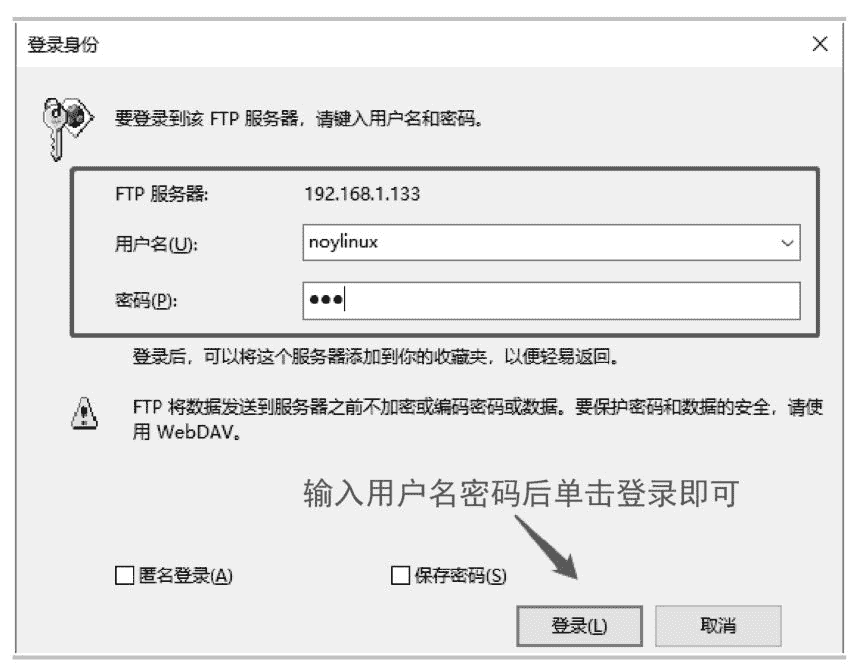 登录身份
要登录到该 FTP 服务器，请键入用户名和密码。
FTP 服务器:
192.168.1.133
用户名(U):
noylinux
密码(P):
●●●
登录后，可以将这个服务器添加到你的收藏夹，以便轻易返回。
FTP 将数据发送到服务器之前不加密或编码密码或数据。要保护密码和数据的安全，请使
用 WebDAV。
输入用户名密码后单击登录即可
匿名登录(A)
保存密码(S)
登录(L)
取消